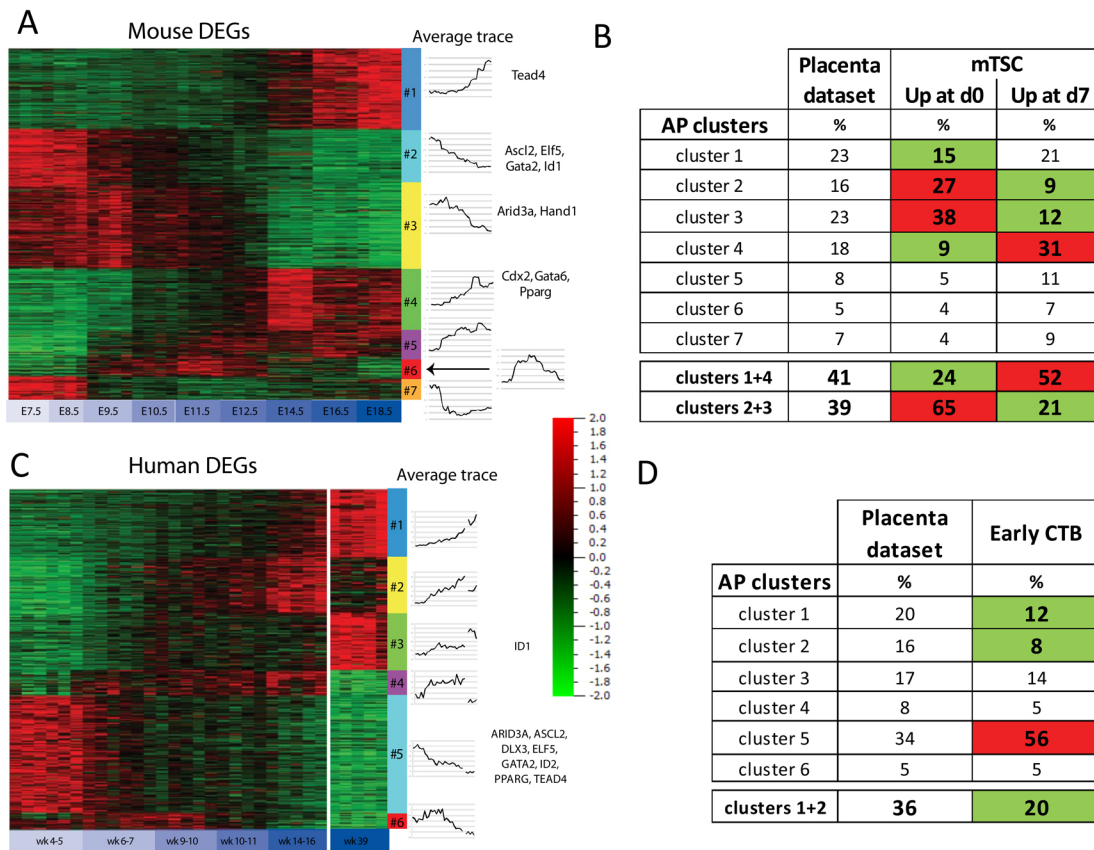 A
Mouse DEGs
Average trace
#1
#2
#3
#4
#5
#6
#7
Tead4
Ascl2, Elf5,
Gata2, Id1
Arid3a, Hand1
Cdx2, Gata6,
Pparg
E7.5 E8.5 E9.5 E10.5 E11.5 E12.5 E14.5 E16.5 E18.5
B
Placenta dataset mTSC
Up at d0 Up at d7
AP clusters % % %
cluster 1 23 15 21
cluster 2 16 27 9
cluster 3 23 38 12
cluster 4 18 9 31
cluster 5 8 5 11
cluster 6 5 4 7
cluster 7 7 4 9
clusters 1+4 41 24 52
clusters 2+3 39 65 21
2.0
1.8
1.6
1.4
1.2
1.0
0.8
0.6
0.4
0.2
0.0
-0.2
-0.4
-0.6
-0.8
-1.0
-1.2
-1.4
-1.6
-1.8
-2.0
C
Human DEGs
Average trace
#1
#2
#3
#4
#5
#6
ID1
ARID3A, ASCL2,
DLX3, ELF5,
GATA2, ID2,
PPARG, TEAD4
wk 4-5 wk 6-7 wk 9-10 wk 10-11 wk 14-16 wk 39
D
Placenta
dataset Early CTB
AP clusters % %
cluster 1 20 12
cluster 2 16 8
cluster 3 17 14
cluster 4 8 5
cluster 5 34 56
cluster 6 5 5
clusters 1+2 36 20